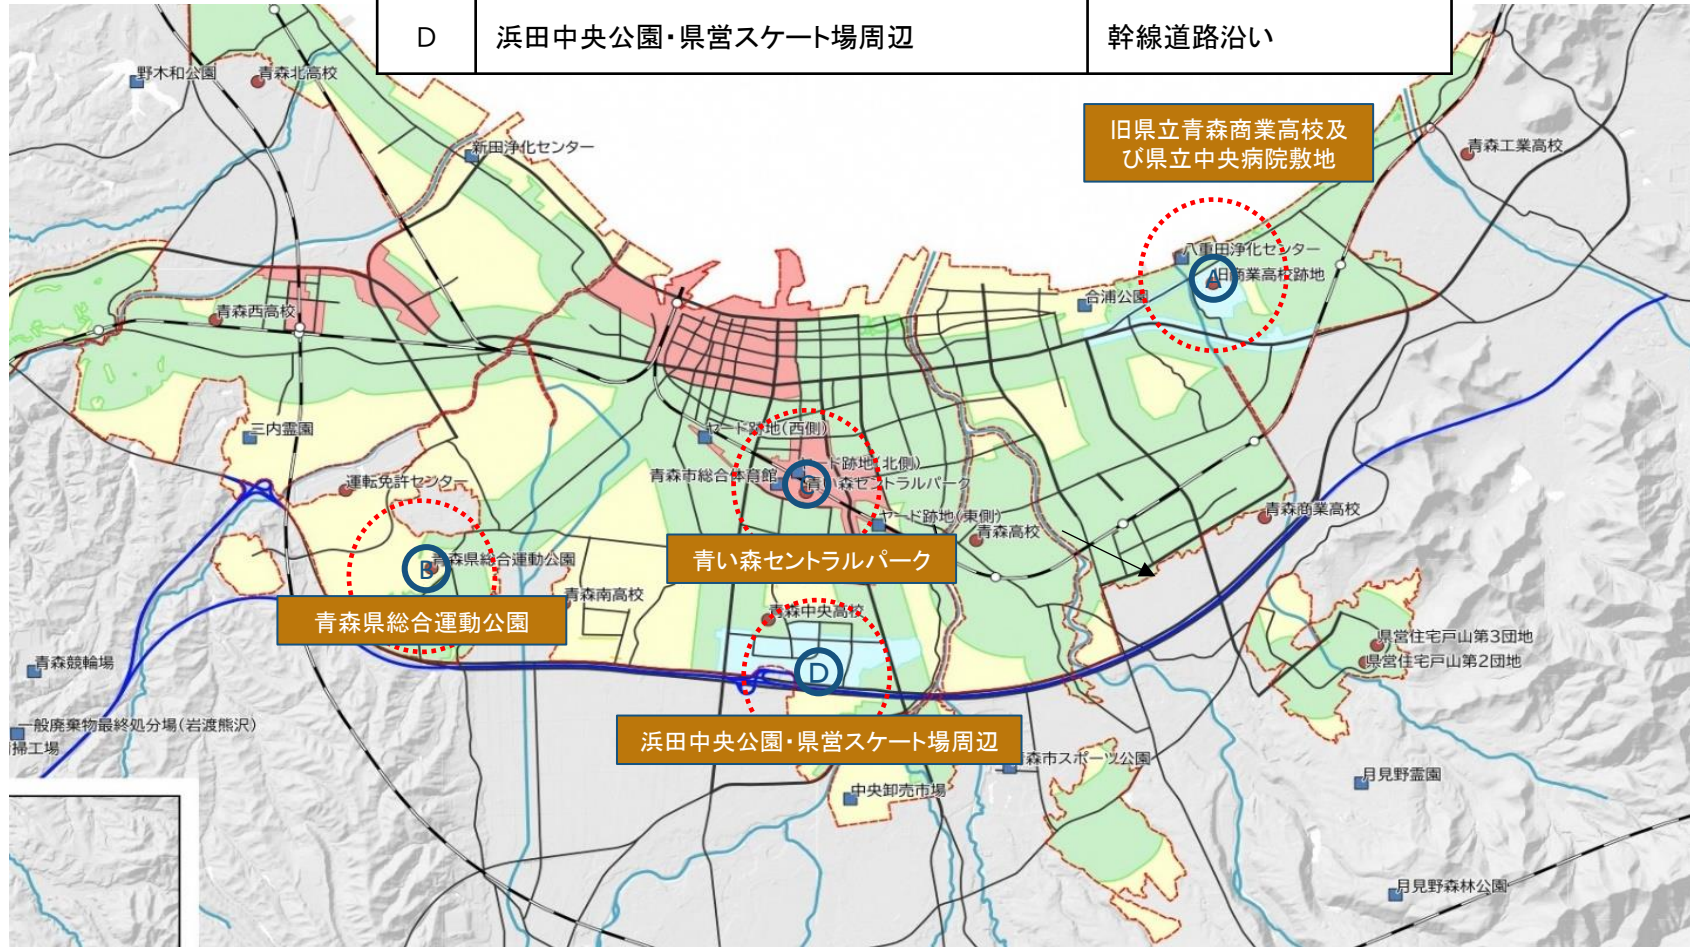 D 浜田中央公園・県営スケート場周辺 幹線道路沿い
野木和公園
青森北高校
新田浄化センター
旧県立青森商業高校及
び県立中央病院敷地
青森工業高校
八重田浄化センター
A
旧商業高校跡地
合浦公園
青森西高校
三内霊園
ヤード跡地(西側)
ヤード跡地(北側)
青森市総合体育館
C
青い森セントラルパーク
運転免許センター
ヤード跡地(東側)
青森高校
青森商業高校
青い森セントラルパーク
B
青森県総合運動公園
青森南高校
青森県総合運動公園
青森中央高校
D
県営住宅戸山第3団地
県営住宅戸山第2団地
青森競輪場
一般廃棄物最終処分場(岩渡熊沢)
掃工場
浜田中央公園・県営スケート場周辺
森市スポーツ公園
月見野霊園
中央卸売市場
月見野森林公園